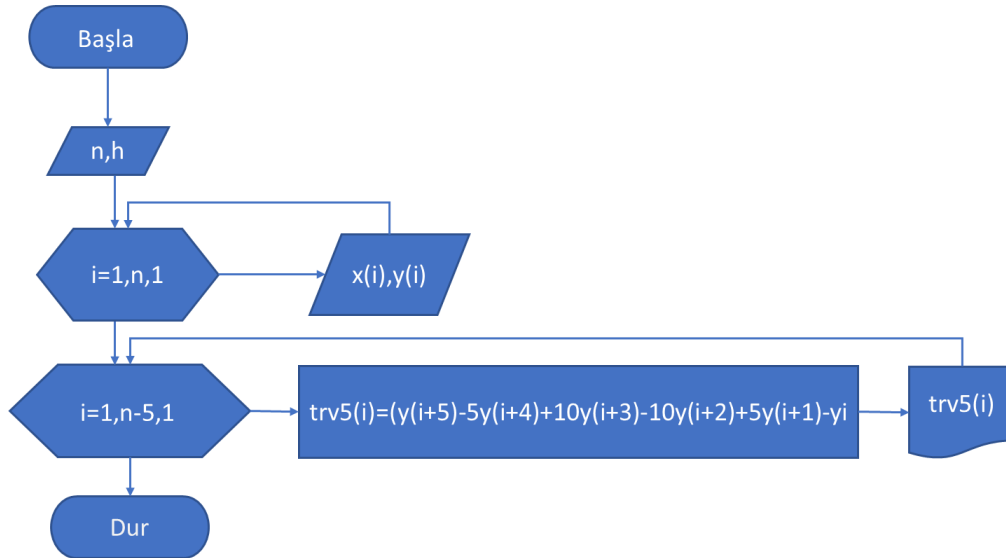 Başla
n,h
i=1,n,1
x(i),y(i)
i=1,n-5,1
trv5(i)=(y(i+5)-5y(i+4)+10y(i+3)-10y(i+2)+5y(i+1)-yi
trv5(i)
Dur